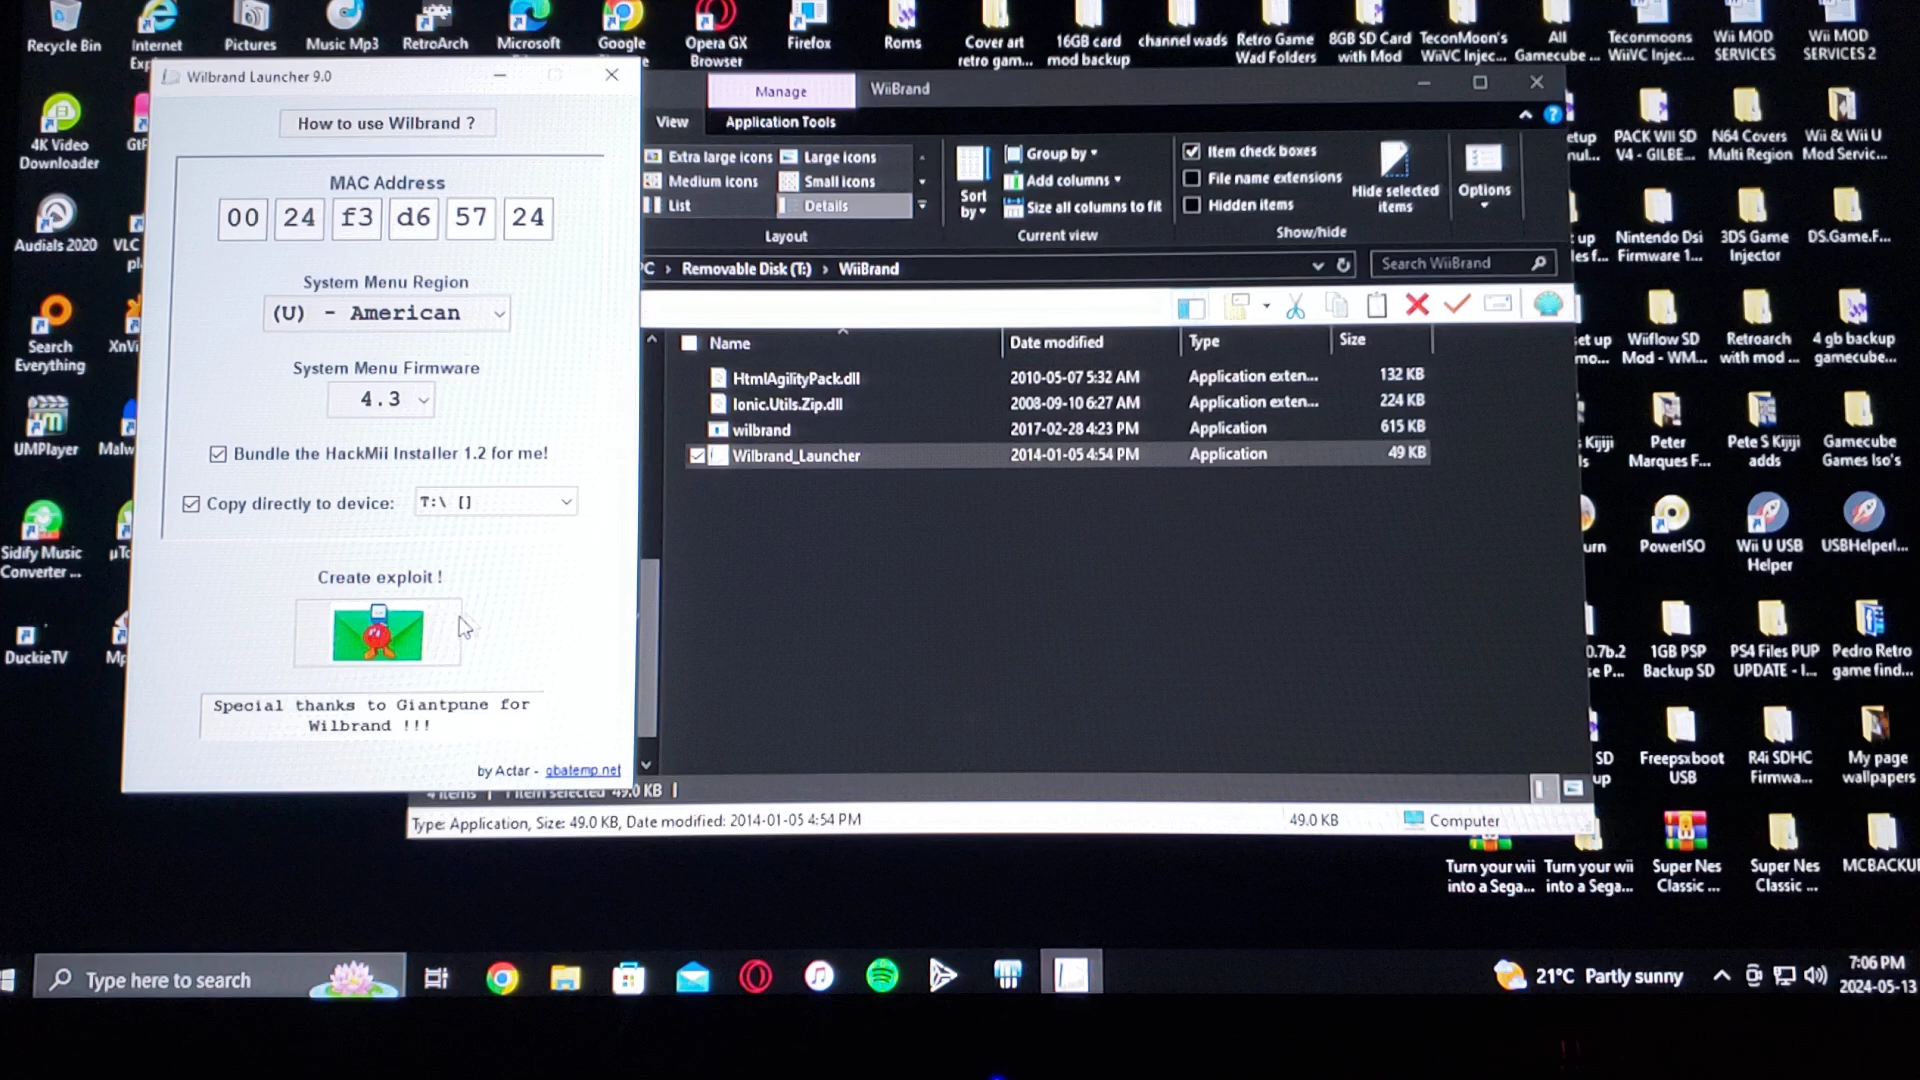 Recycle Bin
Internet
Pictures
Music Mp3
RetroArch
Microsoft
Google
Opera GX
Browser
Firefox
Roms
Cover art
retro gam...
16GB card
mod backup
channel wads
Retro Game
Wad Folders
8GB SD Card
with Mod
TeconMoon's
WiiVC Injec...
All
Gamecube ...
Teconmoons
WiiVC Injec...
Wii MOD
SERVICES
Wii MOD
SERVICES 2
Wilbrand Launcher 9.0
How to use Wilbrand ?
MAC Address
00 24 f3 d6 57 24
System Menu Region
(U) - American
System Menu Firmware
4.3
Bundle the HackMii Installer 1.2 for me!
Copy directly to device: T:\ []
Create exploit !
Special thanks to Giantpune for
Wilbrand !!!
by Actar - gbatemp.net
Manage
WiiBrand
View
Application Tools
Extra large icons
Large icons
Medium icons
Small icons
List
Details
Layout
Sort
by
Group by
Add columns
Size all columns to fit
Current view
Item check boxes
File name extensions
Hidden items
Hide selected
items
Show/hide
Options
Removable Disk (T:) › WiiBrand
Search WiiBrand
Name Date modified Type Size
HtmlAgilityPack.dll 2010-05-07 5:32 AM Application exten... 132 KB
Ionic.Utils.Zip.dll 2008-09-10 6:27 AM Application exten... 224 KB
wilbrand 2017-02-28 4:23 PM Application 615 KB
Wilbrand_Launcher 2014-01-05 4:54 PM Application 49 KB
4 items 1 item selected 49.0 KB
Type: Application, Size: 49.0 KB, Date modified: 2014-01-05 4:54 PM
49.0 KB
Computer
4K Video
Downloader
Audials 2020
VLC
Search
Everything
XnVi
UMPlayer
Malw
Sidify Music
Converter ...
DuckieTV
PACK WII SD
V4 - GILBE...
N64 Covers
Multi Region
Wii & Wii U
Mod Servic...
Nintendo Dsi
Firmware 1...
3DS Game
Injector
DS.Game.F...
Wiiflow SD
Mod - WM...
Retroarch
with mod ...
4 gb backup
gamecube...
Peter
Marques F...
Pete S Kijiji
adds
Gamecube
Games Iso's
PowerISO
Wii U USB
Helper
USBHelperI...
1GB PSP
Backup SD
PS4 Files PUP
UPDATE - I...
Pedro Retro
game find...
Freepsxboot
USB
R4i SDHC
Firmwa...
My page
wallpapers
Turn your wii
into a Sega...
Turn your wii
into a Sega...
Super Nes
Classic ...
Super Nes
Classic ...
MCBACKU
Type here to search
21°C Partly sunny
7:06 PM
2024-05-13